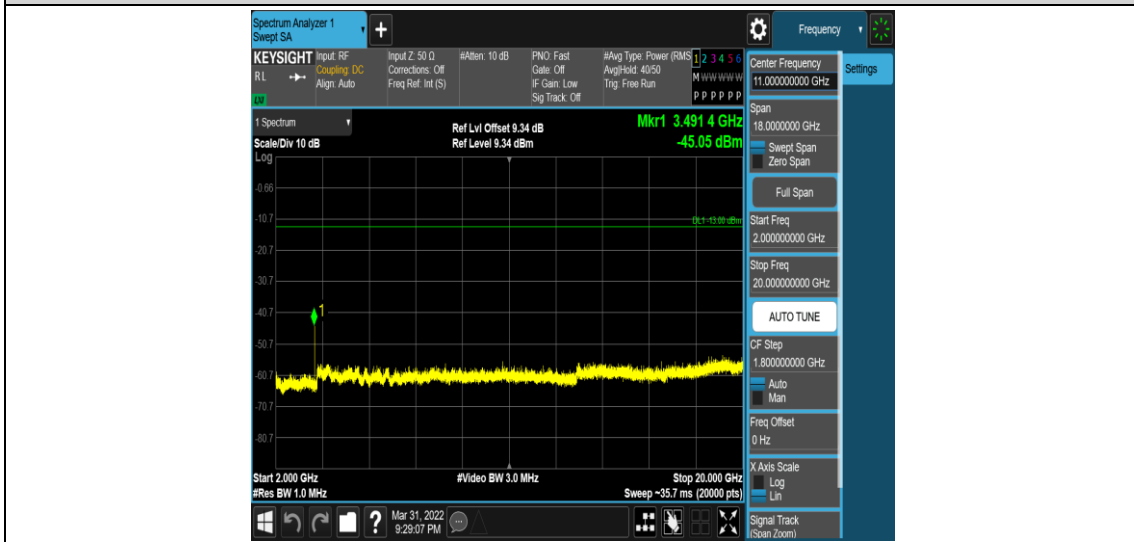 Spectrum Analyzer 1
Swept SA
+
Frequency
KEYSIGHT
RL
LXI
Input: RF
Coupling: DC
Align: Auto
Input Z: 50 Ω
Corrections: Off
Freq Ref: Int (S)
#Atten: 10 dB
PNO: Fast
Gate: Off
IF Gain: Low
Sig Track: Off
#Avg Type: Power (RMS
Avg|Hold: 40/50
Trig: Free Run
1 2 3 4 5 6
M W W W W W
P P P P P P
1 Spectrum
Scale/Div 10 dB
Log
Ref Lvl Offset 9.34 dB
Ref Level 9.34 dBm
Mkr1 3.491 4 GHz
-45.05 dBm
-0.66
-10.7
DL1 -13.00 dBm
-20.7
-30.7
-40.7
1
-50.7
-60.7
-70.7
-80.7
Start 2.000 GHz
#Video BW 3.0 MHz
Stop 20.000 GHz
#Res BW 1.0 MHz
Sweep ~35.7 ms (20000 pts)
?
Mar 31, 2022
9:29:07 PM
Center Frequency
11.000000000 GHz
Settings
Span
18.0000000 GHz
Swept Span
Zero Span
Full Span
Start Freq
2.000000000 GHz
Stop Freq
20.000000000 GHz
AUTO TUNE
CF Step
1.800000000 GHz
Auto
Man
Freq Offset
0 Hz
X Axis Scale
Log
Lin
Signal Track
(Span Zoom)